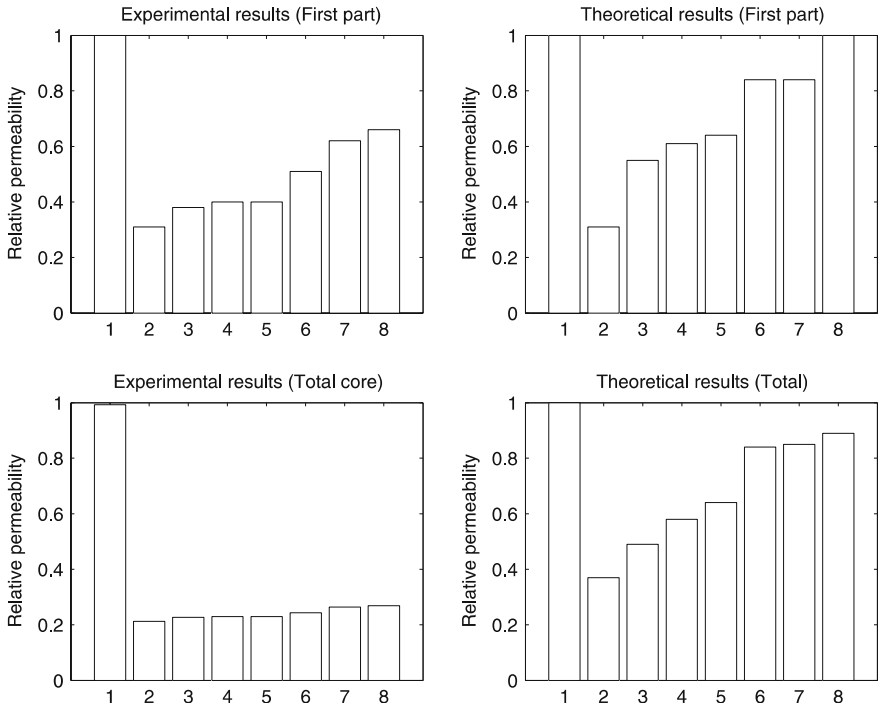 Experimental results (First part)
Relative permeability
1
0.8
0.6
0.4
0.2
0
1 2 3 4 5 6 7 8
Theoretical results (First part)
Relative permeability
1
0.8
0.6
0.4
0.2
0
1 2 3 4 5 6 7 8
Experimental results (Total core)
Relative permeability
1
0.8
0.6
0.4
0.2
0
1 2 3 4 5 6 7 8
Theoretical results (Total)
Relative permeability
1
0.8
0.6
0.4
0.2
0
1 2 3 4 5 6 7 8